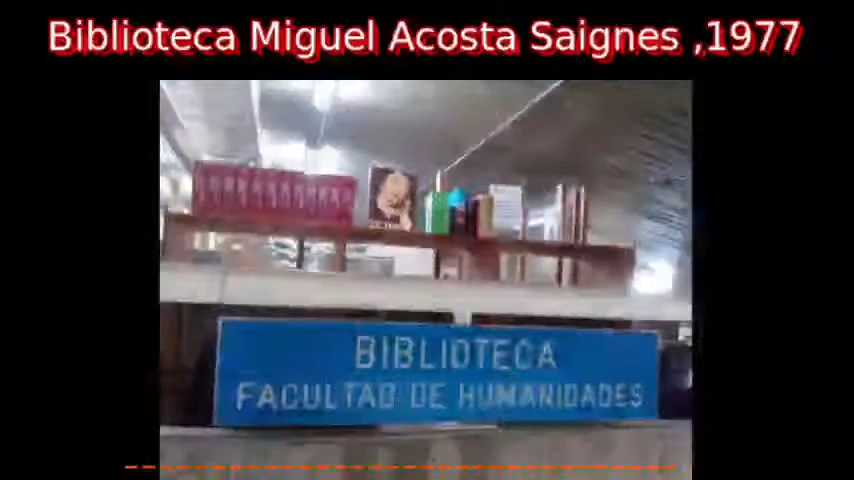 Biblioteca Miguel Acosta Saignes ,1977
BIBLIOTECA
FACULTAD DE HUMANIDADES